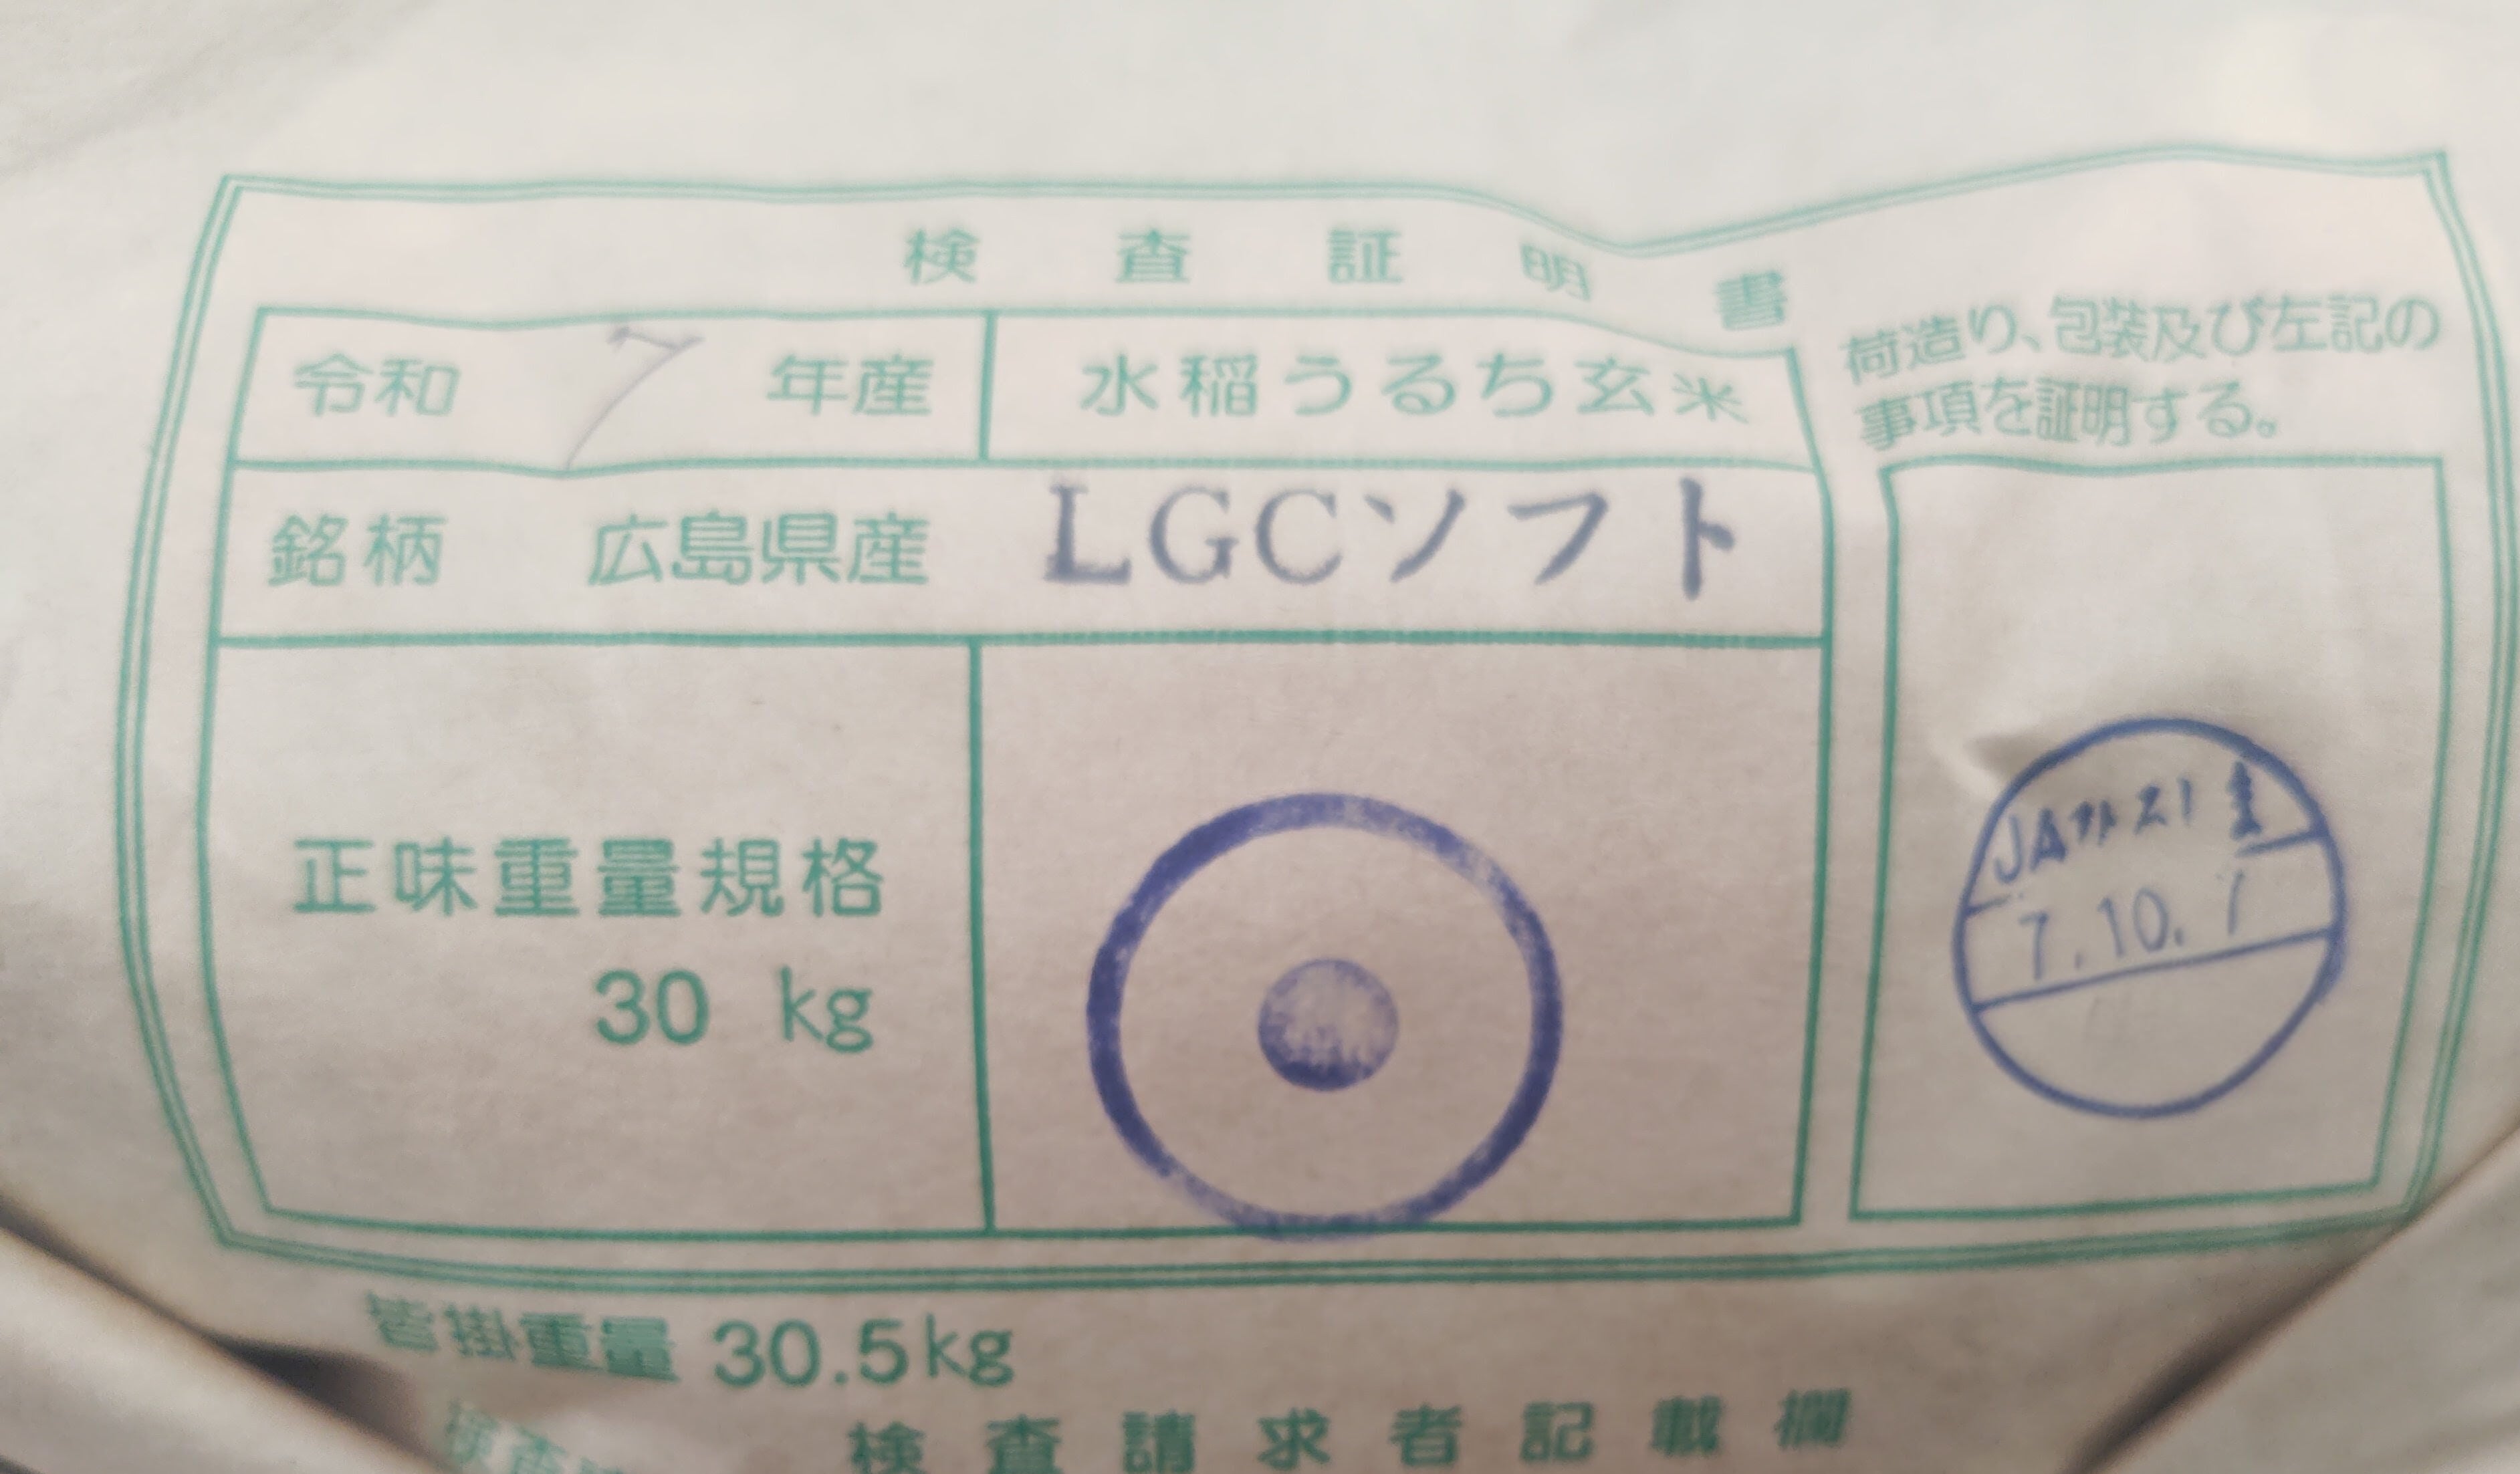 検査証明書
令和 7 年産 水稲うるち玄米
銘柄 広島県産 LGCソフト
荷造り、包装及び左記の
事項を証明する。
正味重量規格
30 kg
7.10.7
皆掛重量 30.5kg
検査請求者記載欄